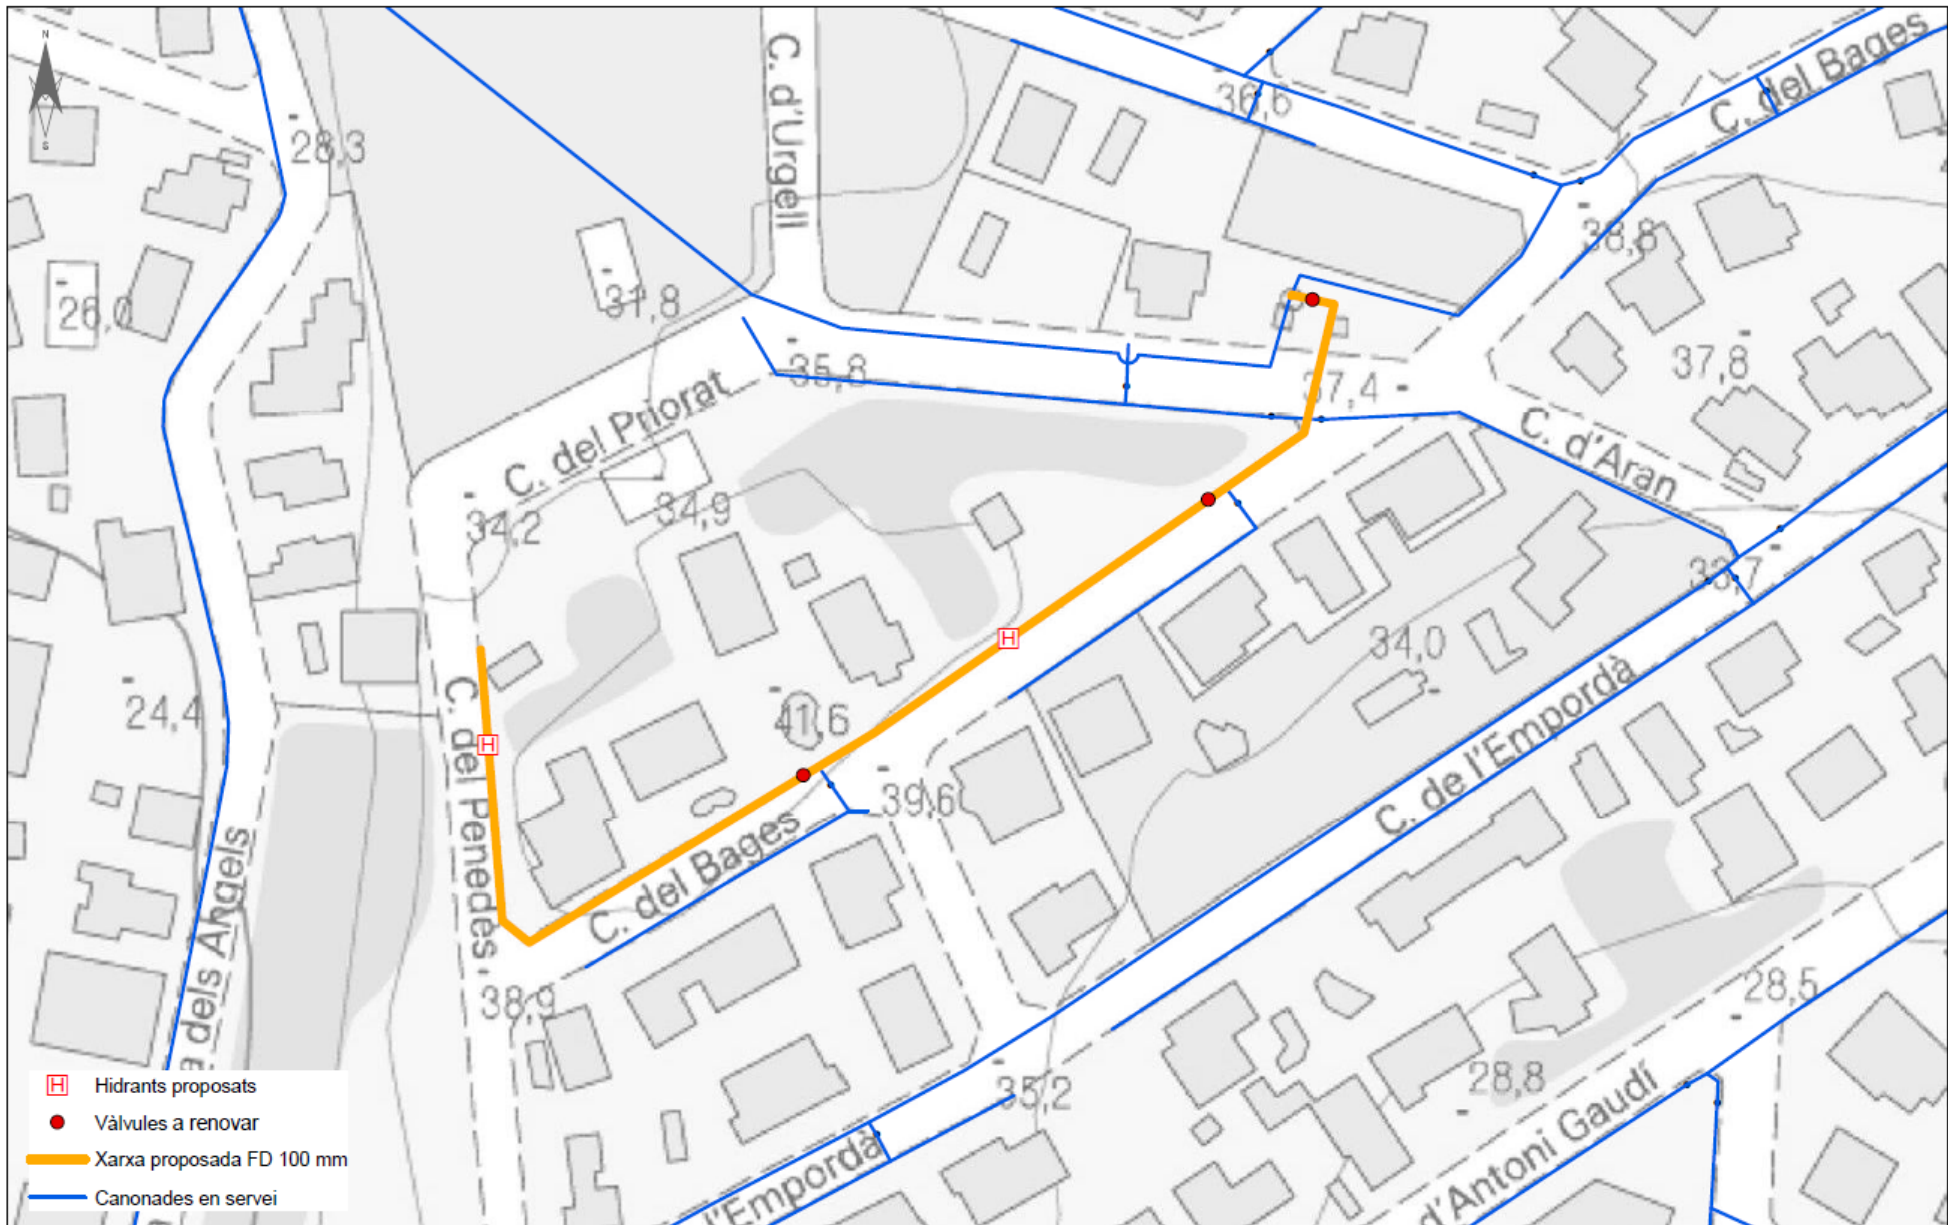 N
S
C. d'Urgell
C. del Bages
36,6
28,3
38,8
31,8
26,0
35,8
37,4
37,8
C. del Priorat
C. d'Aran
34,2
34,9
33,7
34,0
24,4
C. del Penedes
41,6
39,6
C. de l'Empordà
C. del Bages
a dels Angels
38,9
28,5
35,2
28,8
l'Empordà
d'Antoni Gaudí
H
H
H Hidrants proposats
Vàlvules a renovar
Xarxa proposada FD 100 mm
Canonades en servei